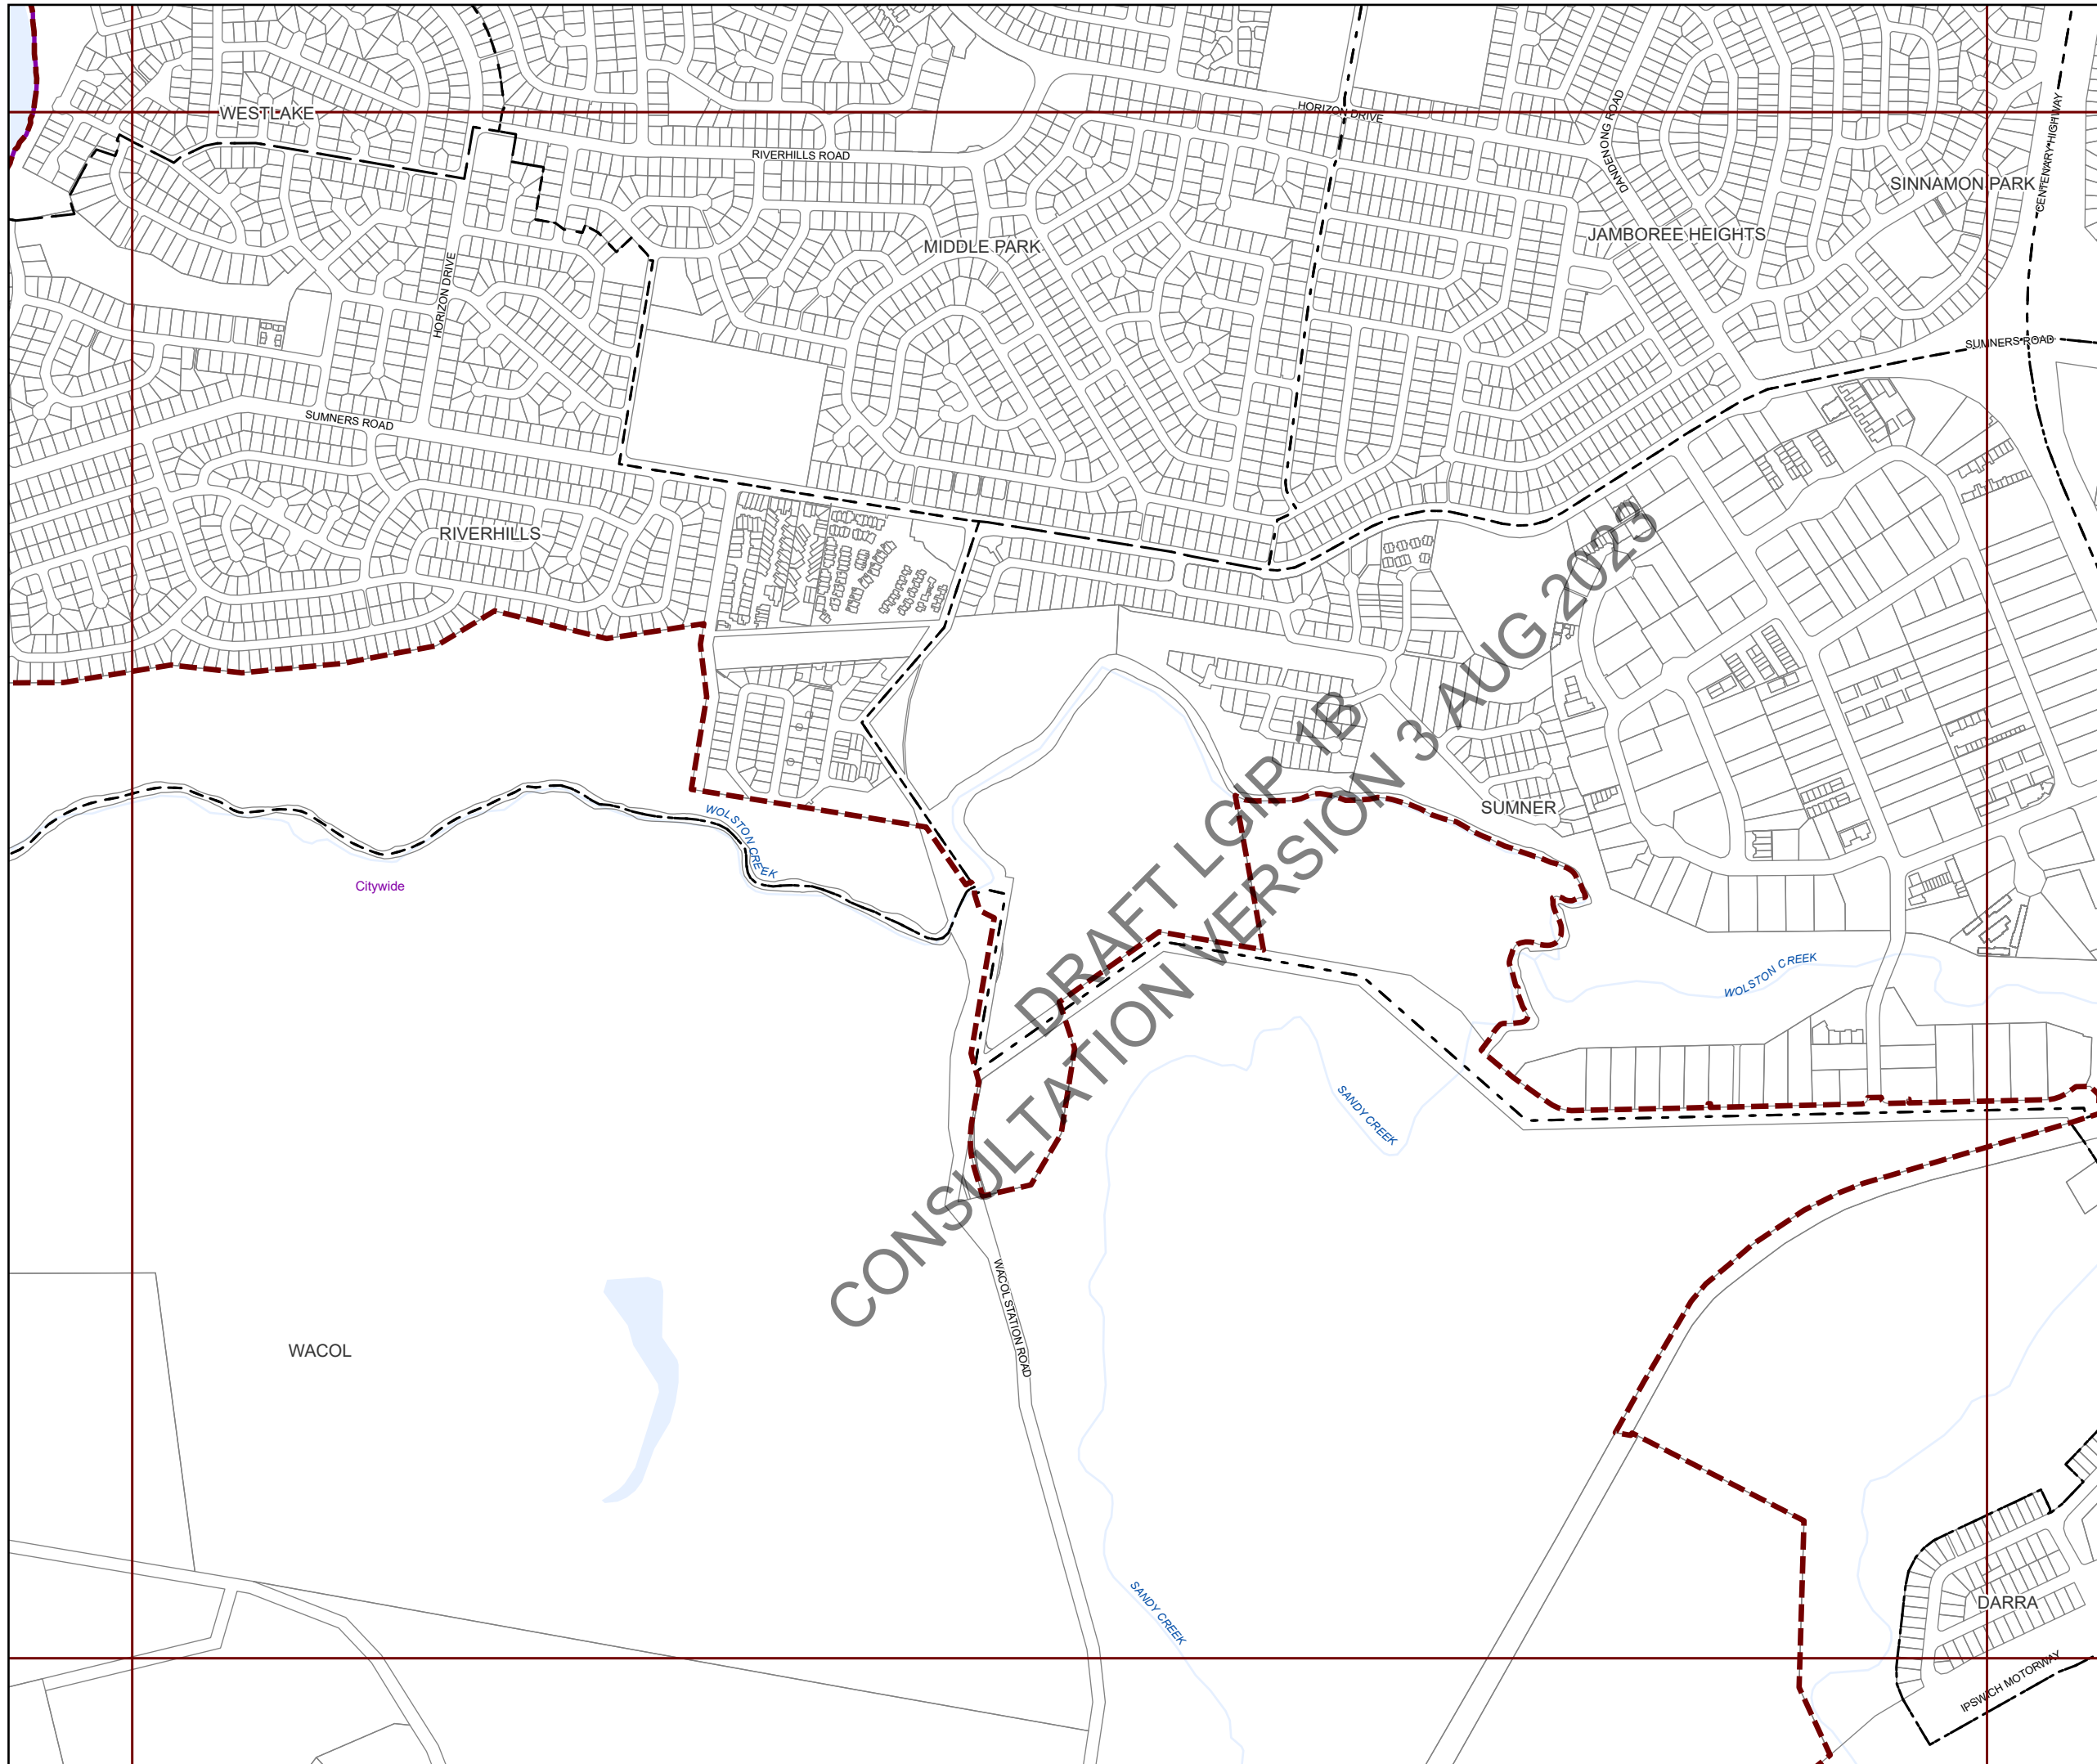 HORIZON DRIVE
WESTLAKE
DANDENONG ROAD
CENTENARY HIGHWAY
RIVERHILLS ROAD
SINNAMON PARK
JAMBOREE HEIGHTS
MIDDLE PARK
HORIZON DRIVE
SUMNERS ROAD
SUMNERS ROAD
RIVERHILLS
SUMNER
WOLSTON CREEK
Citywide
DRAFT LGIP 1B
CONSULTATION VERSION 3 AUG 2023
WOLSTON CREEK
SANDY CREEK
WACOL STATION ROAD
WACOL
SANDY CREEK
DARRA
IPSWICH MOTORWAY